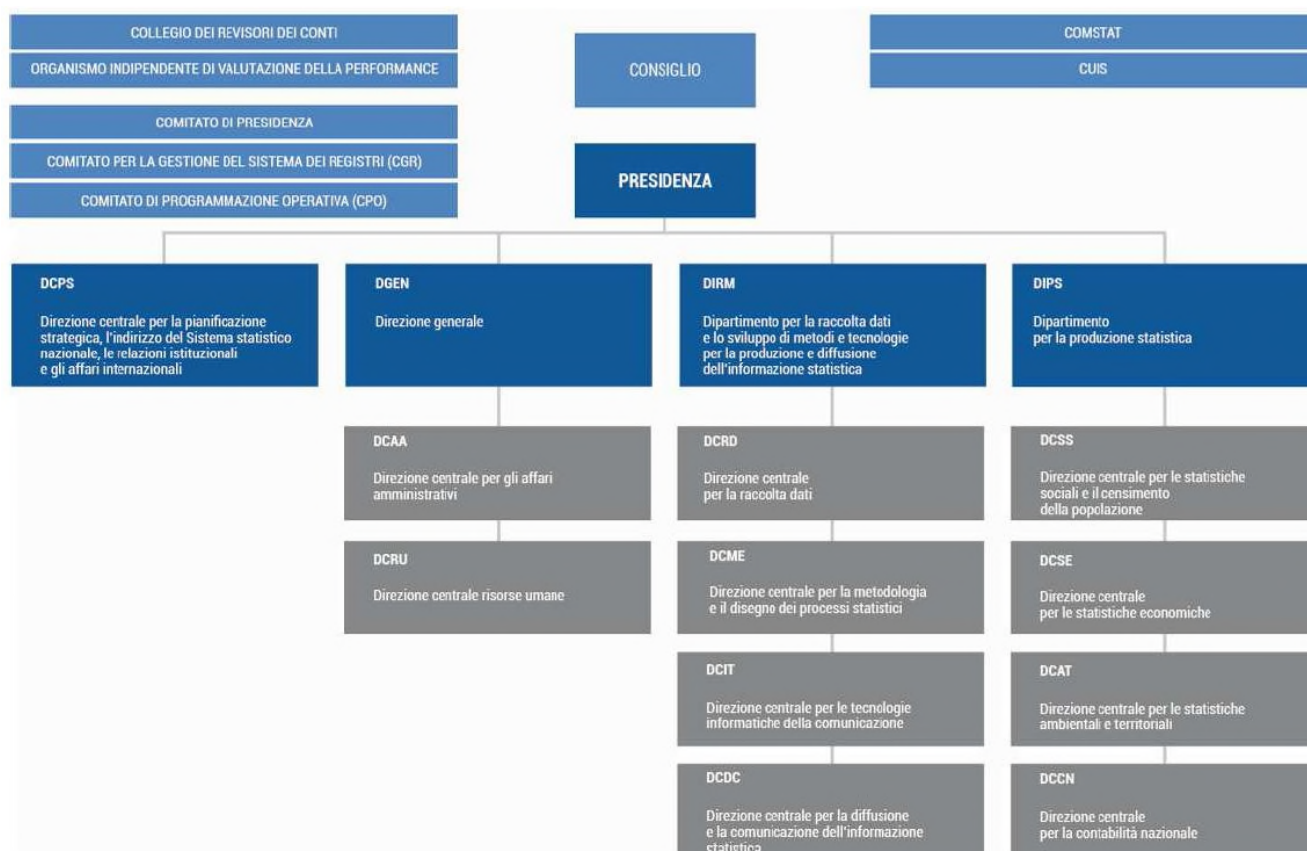 COLLEGIO DEI REVISORI DEI CONTI
ORGANISMO INDIPENDENTE DI VALUTAZIONE DELLA PERFORMANCE
COMITATO DI PRESIDENZA
COMITATO PER LA GESTIONE DEL SISTEMA DEI REGISTRI (CGR)
COMITATO DI PROGRAMMAZIONE OPERATIVA (CPO)
CONSIGLIO
PRESIDENZA
COMSTAT
CUIS
DCPS
Direzione centrale per la pianificazione
strategica, l'indirizzo del Sistema statistico
nazionale, le relazioni istituzionali
e gli affari internazionali
DGEN
Direzione generale
DIRM
Dipartimento per la raccolta dati
e lo sviluppo di metodi e tecnologie
per la produzione e diffusione
dell'informazione statistica
DIPS
Dipartimento
per la produzione statistica
DCAA
Direzione centrale per gli affari
amministrativi
DCRU
Direzione centrale risorse umane
DCRD
Direzione centrale
per la raccolta dati
DCME
Direzione centrale per la metodologia
e il disegno dei processi statistici
DCIT
Direzione centrale per le tecnologie
informatiche della comunicazione
DCDC
Direzione centrale per la diffusione
e la comunicazione dell'informazione
statistica
DCSS
Direzione centrale per le statistiche
sociali e il censimento
della popolazione
DCSE
Direzione centrale
per le statistiche economiche
DCAT
Direzione centrale per le statistiche
ambientali e territoriali
DCCN
Direzione centrale
per la contabilità nazionale